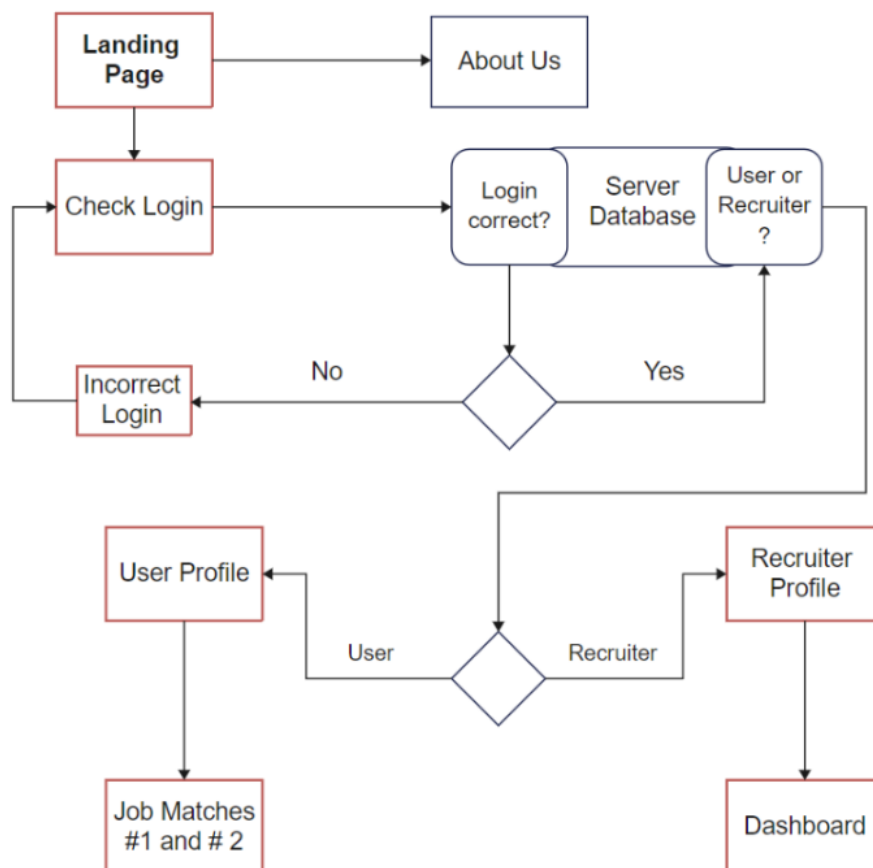 Landing
Page
About Us
Check Login
Login
correct?
Server
Database
User or
Recruiter
?
No
Yes
Incorrect
Login
User Profile
Recruiter
Profile
User
Recruiter
Job Matches
#1 and # 2
Dashboard